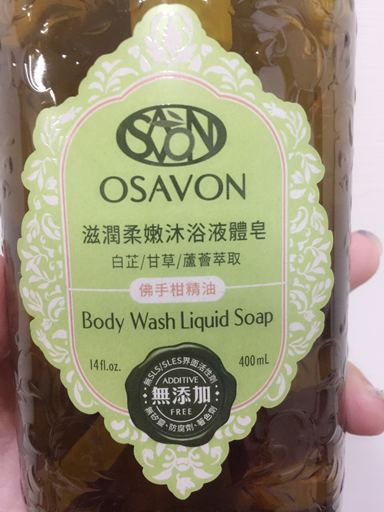 OSAVON
OSAVON
滋潤柔嫩沐浴液體皂
白芷/甘草/蘆薈萃取
佛手柑精油
Body Wash Liquid Soap
14fl.oz.
400mL
無SLS/SLES界面活性劑
ADDITIVE
無添加
FREE
無矽靈、防腐劑、著色劑